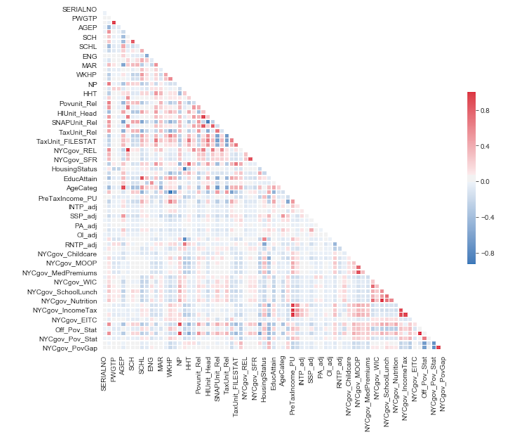 SERIALNO
PWGTP
AGEP
SCH
SCHL
ENG
MAR
WKHP
NP
HHT
Povunit_Rel
HIUnit_Head
SNAPUnit_Rel
TaxUnit_Rel
TaxUnit_FILESTAT
NYCgov_REL
NYCgov_SFR
HousingStatus
EducAttain
AgeCateg
PreTaxIncome_PU
INTP_adj
SSP_adj
PA_adj
OI_adj
RNTP_adj
NYCgov_Childcare
NYCgov_MOOP
NYCgov_MedPremiums
NYCgov_WIC
NYCgov_SchoolLunch
NYCgov_Nutrition
NYCgov_IncomeTax
NYCgov_EITC
Off_Pov_Stat
NYCgov_Pov_Stat
NYCgov_PovGap
0.8
0.4
0.0
−0.4
−0.8
SERIALNO
PWGTP
AGEP
SCH
SCHL
ENG
MAR
WKHP
NP
HHT
Povunit_Rel
HIUnit_Head
SNAPUnit_Rel
TaxUnit_Rel
TaxUnit_FILESTAT
NYCgov_REL
NYCgov_SFR
HousingStatus
EducAttain
AgeCateg
PreTaxIncome_PU
INTP_adj
SSP_adj
PA_adj
OI_adj
RNTP_adj
NYCgov_Childcare
NYCgov_MOOP
NYCgov_MedPremiums
NYCgov_WIC
NYCgov_SchoolLunch
NYCgov_Nutrition
NYCgov_IncomeTax
NYCgov_EITC
Off_Pov_Stat
NYCgov_Pov_Stat
NYCgov_PovGap